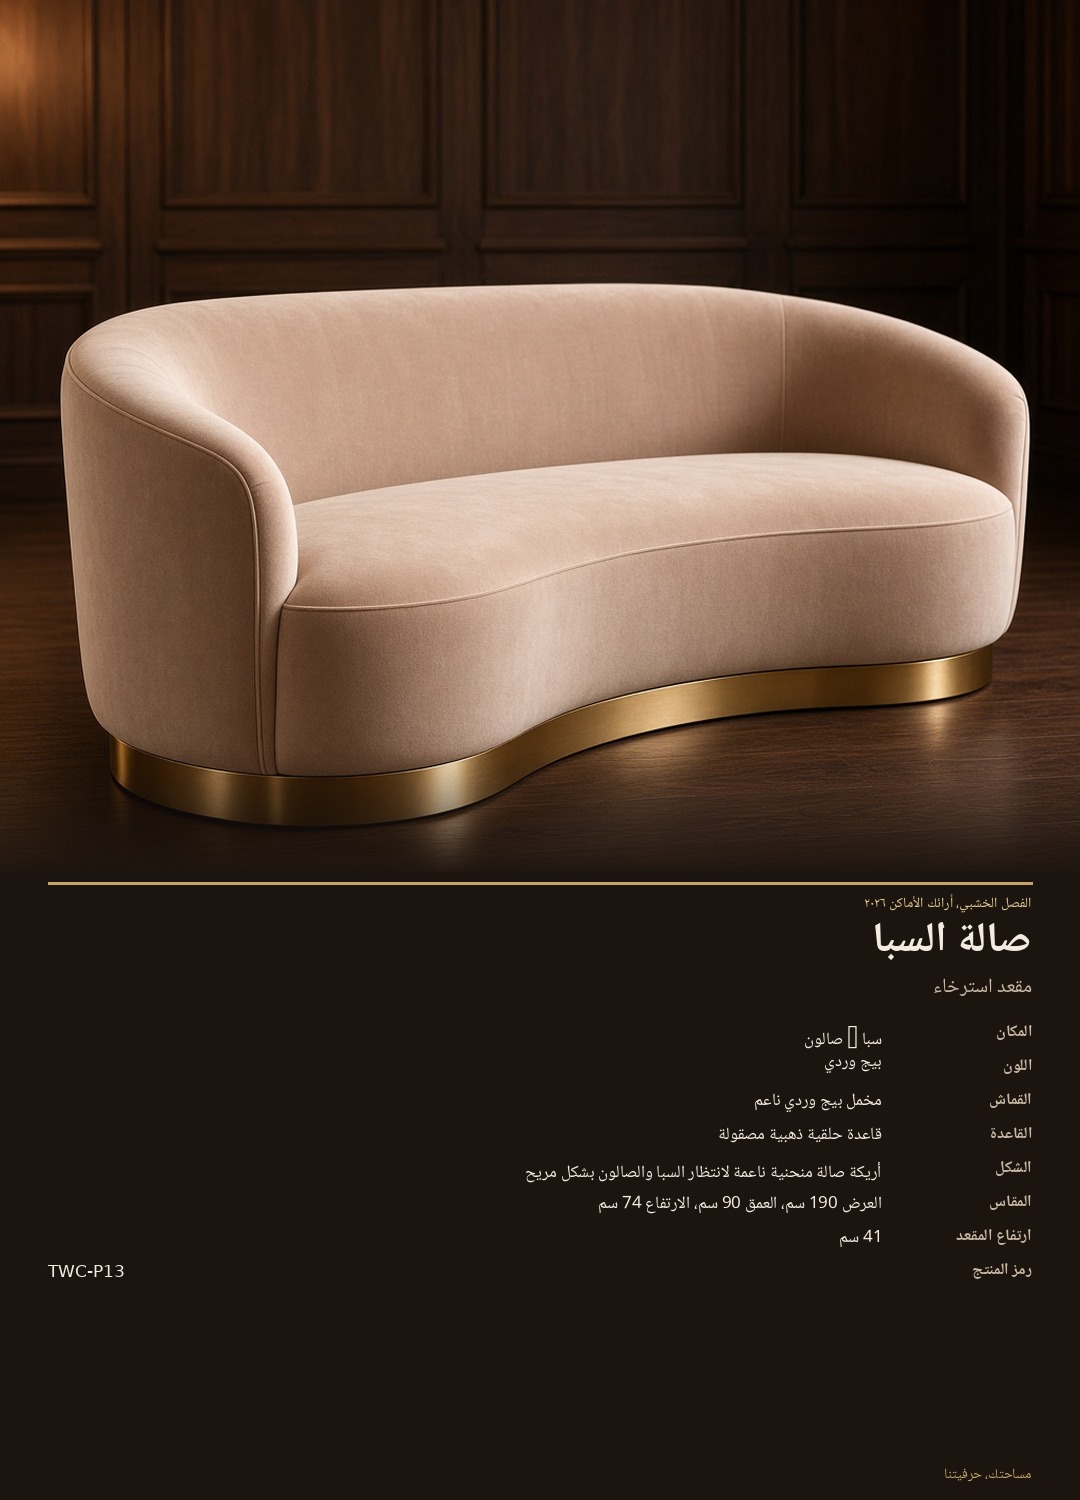 الفصل الخشبي، أرائك الأماكن ٢٠٢٦
صالة السبا
مقعد استرخاء
المكان سبا ▯ صالون
اللون بيج وردي
القماش مخمل بيج وردي ناعم
القاعدة قاعدة حلقية ذهبية مصقولة
الشكل أريكة صالة منحنية ناعمة لانتظار السبا والصالون بشكل مريح
المقاس العرض 190 سم، العمق 90 سم، الارتفاع 74 سم
ارتفاع المقعد 41 سم
رمز المنتج TWC-P13
مساحتك، حرفيتنا